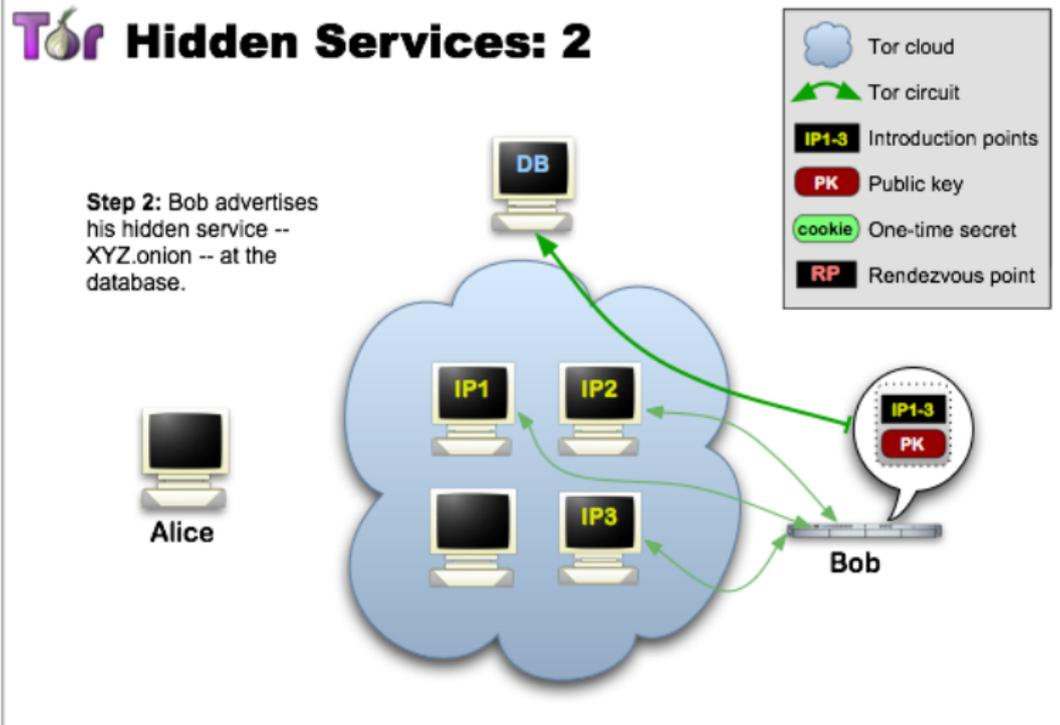 Tor Hidden Services: 2
Step 2: Bob advertises
his hidden service --
XYZ.onion -- at the
database.
Tor cloud
Tor circuit
IP1-3 Introduction points
PK Public key
cookie One-time secret
RP Rendezvous point
DB
IP1
IP2
IP3
IP1-3
PK
Alice
Bob